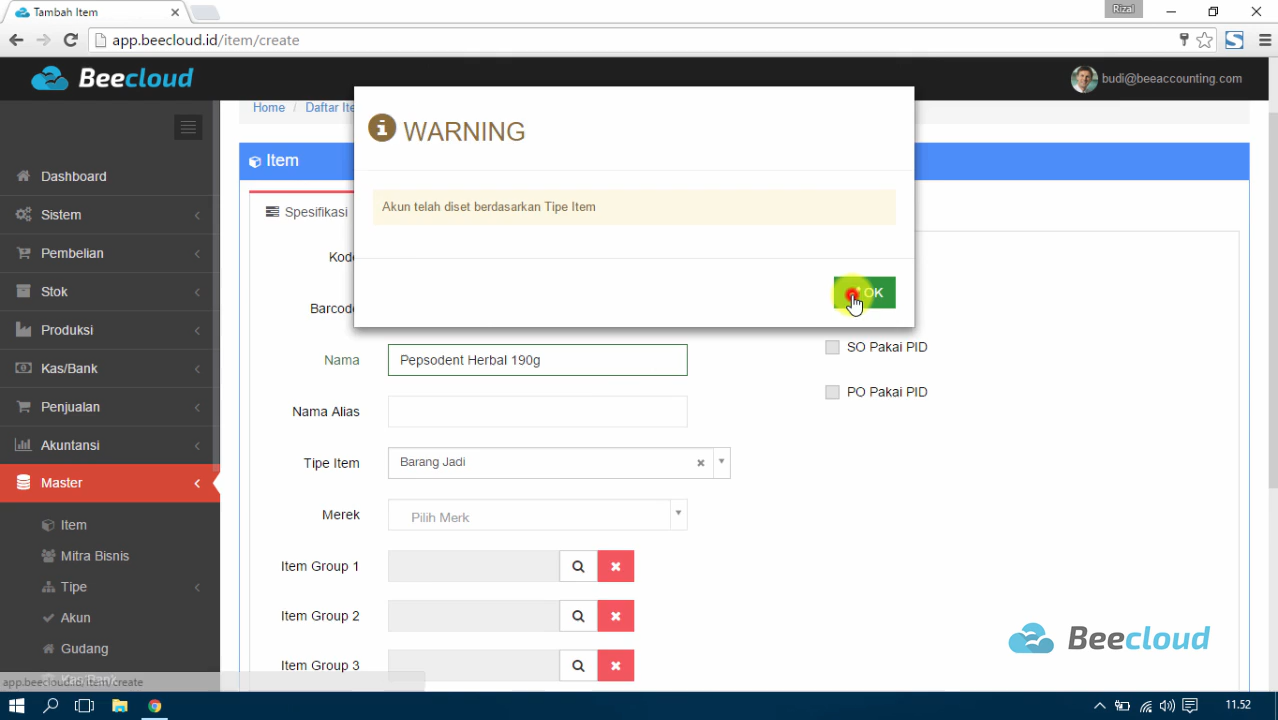 Tambah Item
Rizal
app.beecloud.id/item/create
Beecloud
budi@beeaccounting.com
Home / Daftar Ite
WARNING
Item
Akun telah diset berdasarkan Tipe Item
OK
Dashboard
Sistem
Pembelian
Stok
Produksi
Kas/Bank
Penjualan
Akuntansi
Master
Item
Mitra Bisnis
Tipe
Akun
Gudang
Kas/Bank
Spesifikasi
Kode
Barcode
Nama
Pepsodent Herbal 190g
Nama Alias
Tipe Item
Barang Jadi
Merek
Pilih Merk
Item Group 1
Item Group 2
Item Group 3
SO Pakai PID
PO Pakai PID
Beecloud
app.beecloud.id/item/create
11.52